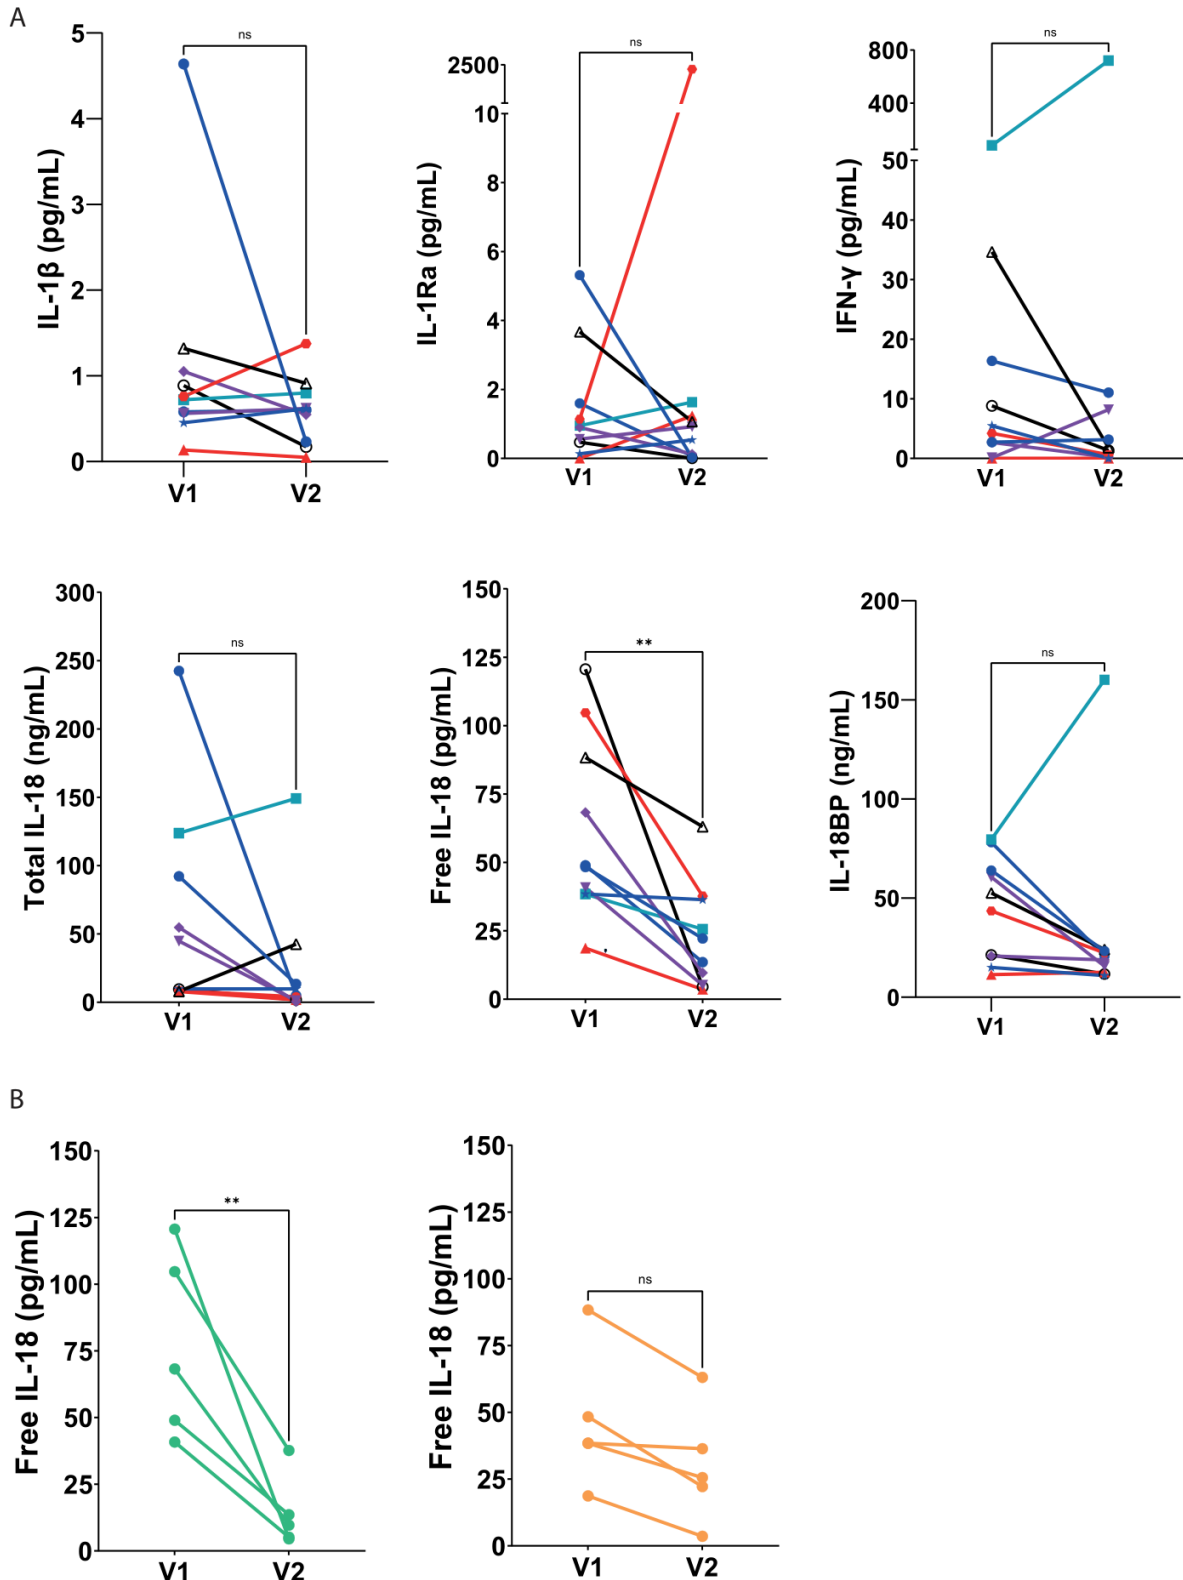 A
IL-1β (pg/mL)
5
4
3
2
1
0
ns
V1 V2
IL-1Ra (pg/mL)
2500
10
8
6
4
2
0
ns
V1 V2
IFN-γ (pg/mL)
800
400
50
40
30
20
10
0
ns
V1 V2
Total IL-18 (ng/mL)
300
250
200
150
100
50
0
ns
V1 V2
Free IL-18 (pg/mL)
150
125
100
75
50
25
0
**
V1 V2
IL-18BP (ng/mL)
200
150
100
50
0
ns
V1 V2
B
Free IL-18 (pg/mL)
150
125
100
75
50
25
0
**
V1 V2
Free IL-18 (pg/mL)
150
125
100
75
50
25
0
ns
V1 V2